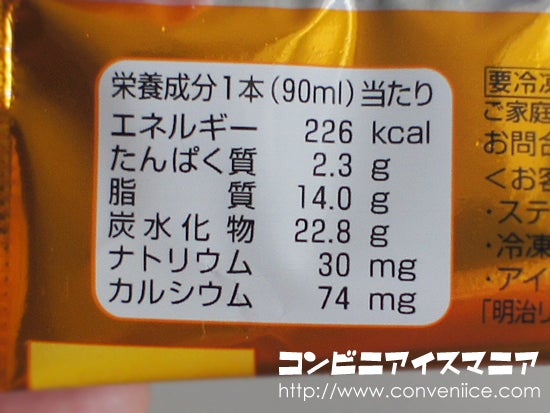 栄養成分1本(90ml)当たり
エネルギー 226 kcal
たんぱく質 2.3 g
脂質 14.0 g
炭水化物 22.8 g
ナトリウム 30 mg
カルシウム 74 mg
要冷凍
ご家庭
お問合
くお客
・ステ
・冷凍
・アイ
「明治リ
コンビニアイスマニア
http://www.conveniice.com